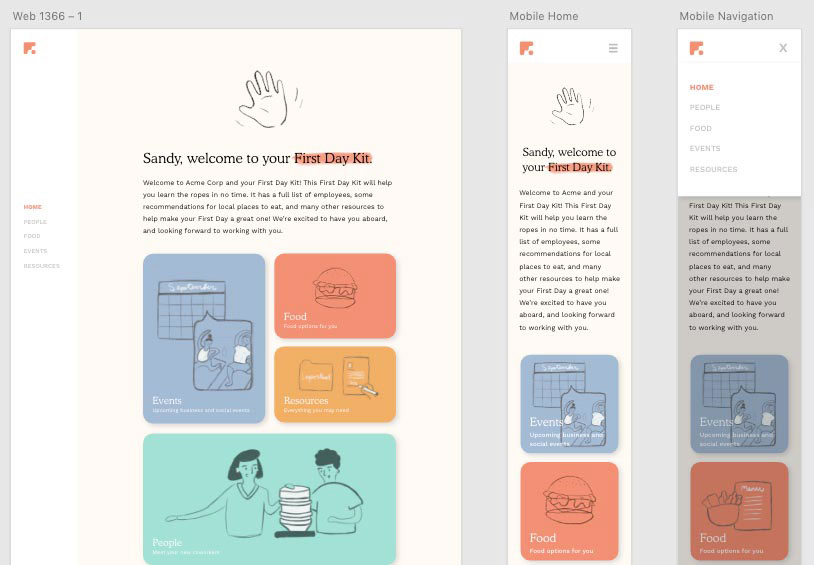 Web 1366 – 1
HOME
PEOPLE
FOOD
EVENTS
RESOURCES
Sandy, welcome to your First Day Kit.
Welcome to Acme Corp and your First Day Kit! This First Day Kit will help
you learn the ropes in no time. It has a full list of employees, some
recommendations for local places to eat, and many other resources to
help make your First Day a great one! We're excited to have you aboard,
and looking forward to working with you.
September
Events
Upcoming business and social events
Food
Food options for you
Resources
Everything you may need
People
Meet your new coworkers
Mobile Home
Sandy, welcome to
your First Day Kit.
Welcome to Acme and your
First Day Kit! This First Day
Kit will help you learn the
ropes in no time. It has a full
list of employees, some
recommendations for local
places to eat, and many
other resources to help make
your First Day a great one!
We're excited to have you
aboard, and looking forward
to working with you.
September
Events
Upcoming business and
social events
Food
Food options for you
Mobile Navigation
X
HOME
PEOPLE
FOOD
EVENTS
RESOURCES
First Day Kit! This First Day
Kit will help you learn the
ropes in no time. It has a full
list of employees, some
recommendations for local
places to eat, and many
other resources to help make
your First Day a great one!
We're excited to have you
aboard, and looking forward
to working with you.
September
Events
Upcoming business and
social events
Menu
Food
Food options for you